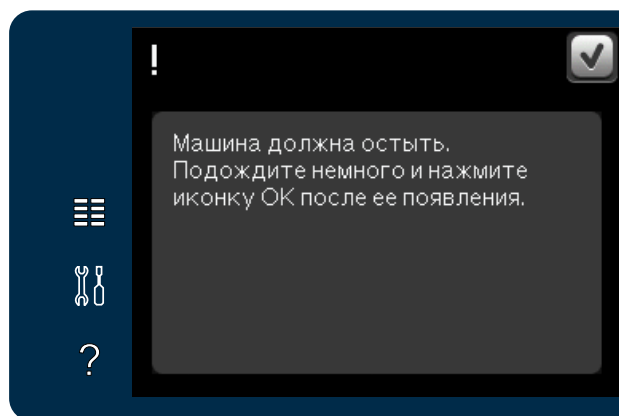 !
Машина должна остыть.
Подождите немного и нажмите
иконку ОК после ее появления.
?